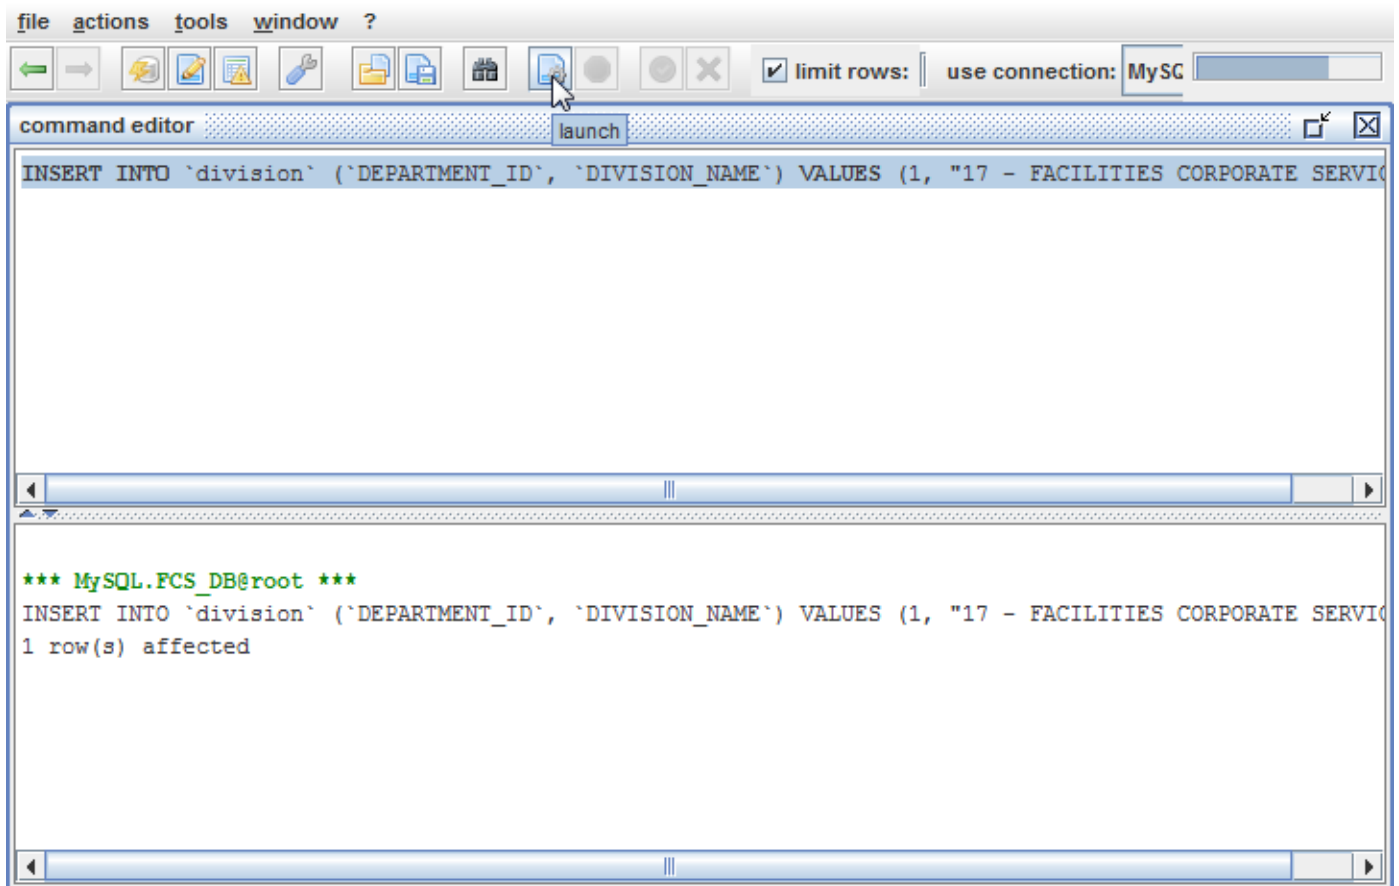 file actions tools window ?
limit rows: use connection: MySQ
command editor
launch
INSERT INTO `division` (`DEPARTMENT_ID`, `DIVISION_NAME`) VALUES (1, "17 - FACILITIES CORPORATE SERVIC
*** MySQL.FCS_DB@root ***
INSERT INTO `division` (`DEPARTMENT_ID`, `DIVISION_NAME`) VALUES (1, "17 - FACILITIES CORPORATE SERVIC
1 row(s) affected